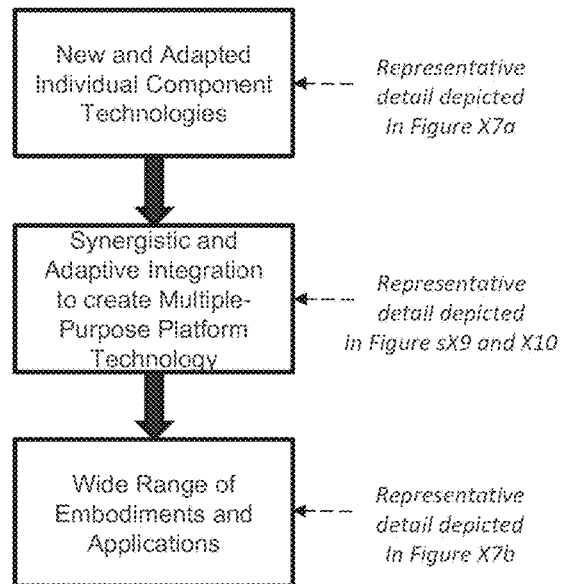 New and Adapted
Individual Component
Technologies
Representative
detail depicted
In Figure X7a
Synergistic and
Adaptive Integration
to create Multiple-
Purpose Platform
Technology
Representative
detail depicted
in Figure sX9 and X10
Wide Range of
Embodiments and
Applications
Representative
detail depicted
In Figure X7b